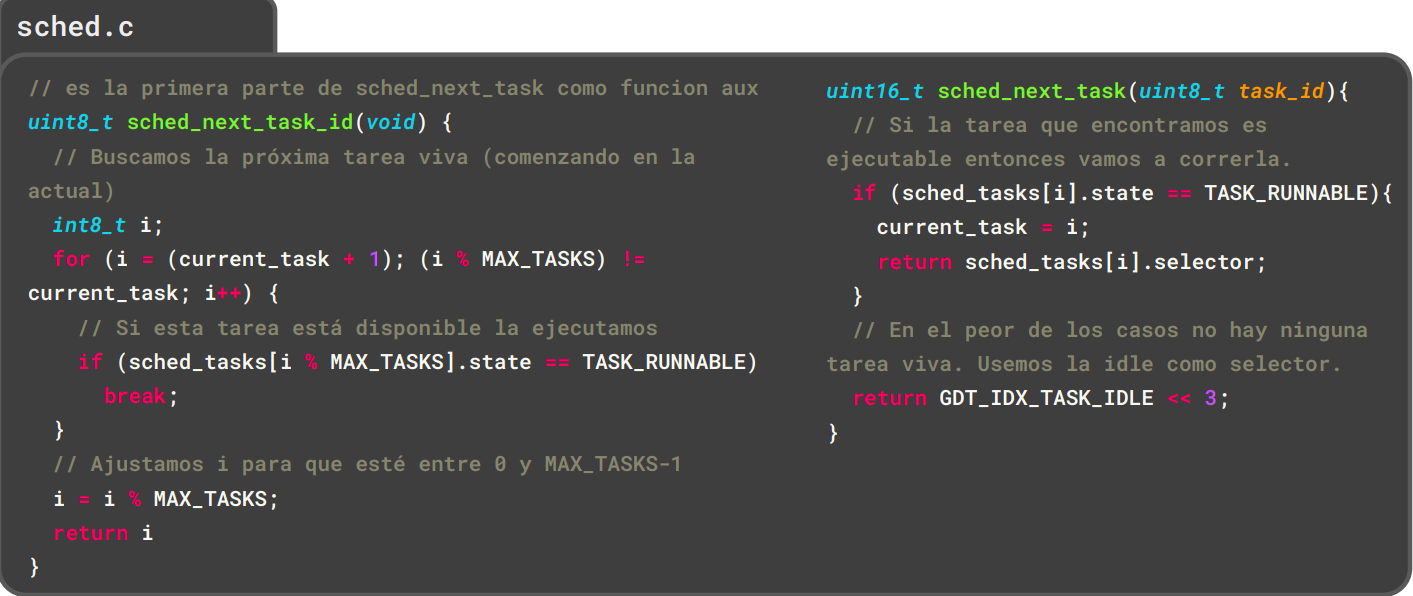 sched.c
// es la primera parte de sched_next_task como funcion aux
uint8_t sched_next_task_id(void) {
// Buscamos la próxima tarea viva (comenzando en la
actual)
int8_t i;
for (i = (current_task + 1); (i % MAX_TASKS) !=
current_task; i++) {
// Si esta tarea está disponible la ejecutamos
if (sched_tasks[i % MAX_TASKS].state == TASK_RUNNABLE)
break;
}
// Ajustamos i para que esté entre 0 y MAX_TASKS-1
i = i % MAX_TASKS;
return i
}
uint16_t sched_next_task(uint8_t task_id){
// Si la tarea que encontramos es
ejecutable entonces vamos a correrla.
if (sched_tasks[i].state == TASK_RUNNABLE){
current_task = i;
return sched_tasks[i].selector;
}
// En el peor de los casos no hay ninguna
tarea viva. Usemos la idle como selector.
return GDT_IDX_TASK_IDLE << 3;
}